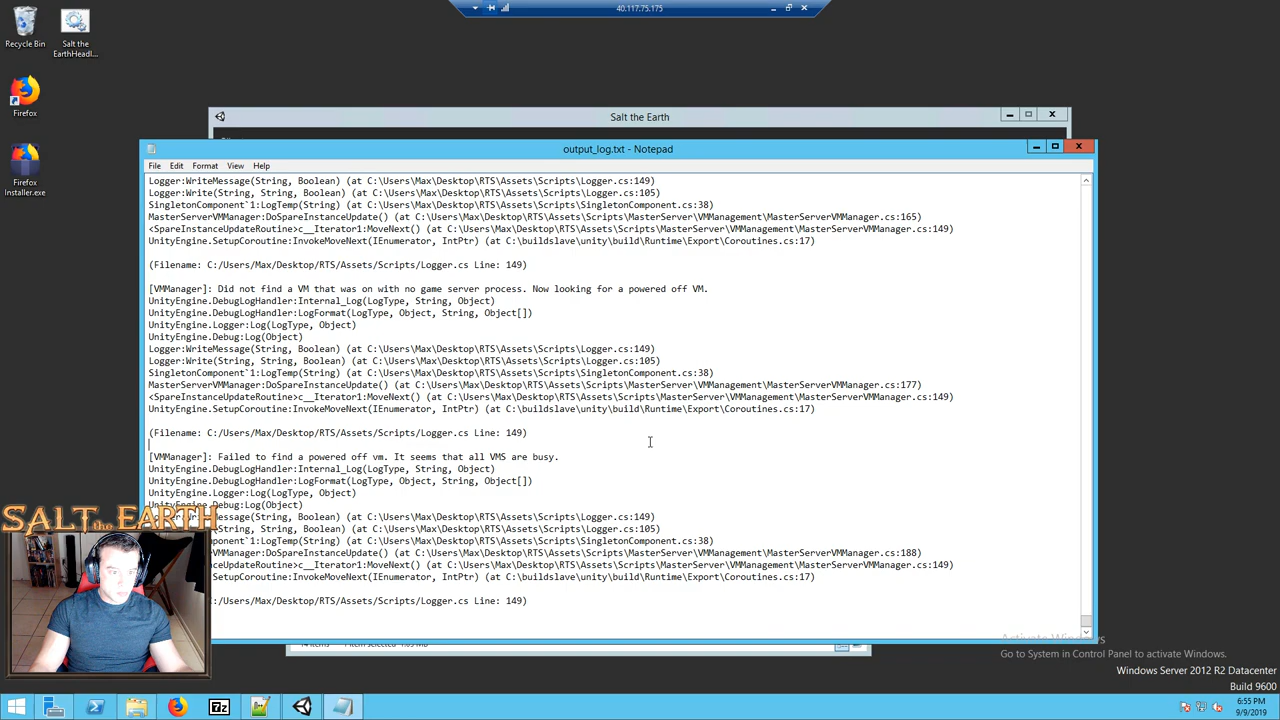 40.117.75.175
Recycle Bin
Salt the EarthHeadl...
Firefox
Firefox Installer.exe
Salt the Earth
output_log.txt - Notepad
File Edit Format View Help
Logger:WriteMessage(String, Boolean) (at C:\Users\Max\Desktop\RTS\Assets\Scripts\Logger.cs:149)
Logger:Write(String, String, Boolean) (at C:\Users\Max\Desktop\RTS\Assets\Scripts\Logger.cs:105)
SingletonComponent`1:LogTemp(String) (at C:\Users\Max\Desktop\RTS\Assets\Scripts\SingletonComponent.cs:38)
MasterServerVMManager:DoSpareInstanceUpdate() (at C:\Users\Max\Desktop\RTS\Assets\Scripts\MasterServer\VMManagement\MasterServerVMManager.cs:165)
<SpareInstanceUpdateRoutine>c__Iterator1:MoveNext() (at C:\Users\Max\Desktop\RTS\Assets\Scripts\MasterServer\VMManagement\MasterServerVMManager.cs:149)
UnityEngine.SetupCoroutine:InvokeMoveNext(IEnumerator, IntPtr) (at C:\buildslave\unity\build\Runtime\Export\Coroutines.cs:17)
(Filename: C:/Users/Max/Desktop/RTS/Assets/Scripts/Logger.cs Line: 149)
[VMManager]: Did not find a VM that was on with no game server process. Now looking for a powered off VM.
UnityEngine.DebugLogHandler:Internal_Log(LogType, String, Object)
UnityEngine.DebugLogHandler:LogFormat(LogType, Object, String, Object[])
UnityEngine.Logger:Log(LogType, Object)
UnityEngine.Debug:Log(Object)
Logger:WriteMessage(String, Boolean) (at C:\Users\Max\Desktop\RTS\Assets\Scripts\Logger.cs:149)
Logger:Write(String, String, Boolean) (at C:\Users\Max\Desktop\RTS\Assets\Scripts\Logger.cs:105)
SingletonComponent`1:LogTemp(String) (at C:\Users\Max\Desktop\RTS\Assets\Scripts\SingletonComponent.cs:38)
MasterServerVMManager:DoSpareInstanceUpdate() (at C:\Users\Max\Desktop\RTS\Assets\Scripts\MasterServer\VMManagement\MasterServerVMManager.cs:177)
<SpareInstanceUpdateRoutine>c__Iterator1:MoveNext() (at C:\Users\Max\Desktop\RTS\Assets\Scripts\MasterServer\VMManagement\MasterServerVMManager.cs:149)
UnityEngine.SetupCoroutine:InvokeMoveNext(IEnumerator, IntPtr) (at C:\buildslave\unity\build\Runtime\Export\Coroutines.cs:17)
(Filename: C:/Users/Max/Desktop/RTS/Assets/Scripts/Logger.cs Line: 149)
[VMManager]: Failed to find a powered off vm. It seems that all VMS are busy.
UnityEngine.DebugLogHandler:Internal_Log(LogType, String, Object)
UnityEngine.DebugLogHandler:LogFormat(LogType, Object, String, Object[])
UnityEngine.Logger:Log(LogType, Object)
UnityEngine.Debug:Log(Object)
Message(String, Boolean) (at C:\Users\Max\Desktop\RTS\Assets\Scripts\Logger.cs:149)
(String, String, Boolean) (at C:\Users\Max\Desktop\RTS\Assets\Scripts\Logger.cs:105)
omponent`1:LogTemp(String) (at C:\Users\Max\Desktop\RTS\Assets\Scripts\SingletonComponent.cs:38)
VMManager:DoSpareInstanceUpdate() (at C:\Users\Max\Desktop\RTS\Assets\Scripts\MasterServer\VMManagement\MasterServerVMManager.cs:188)
nceUpdateRoutine>c__Iterator1:MoveNext() (at C:\Users\Max\Desktop\RTS\Assets\Scripts\MasterServer\VMManagement\MasterServerVMManager.cs:149)
SetupCoroutine:InvokeMoveNext(IEnumerator, IntPtr) (at C:\buildslave\unity\build\Runtime\Export\Coroutines.cs:17)
:/Users/Max/Desktop/RTS/Assets/Scripts/Logger.cs Line: 149)
SALT the EARTH
Activate Windows
Go to System in Control Panel to activate Windows.
Windows Server 2012 R2 Datacenter
Build 9600
7z
6:55 PM
9/9/2019